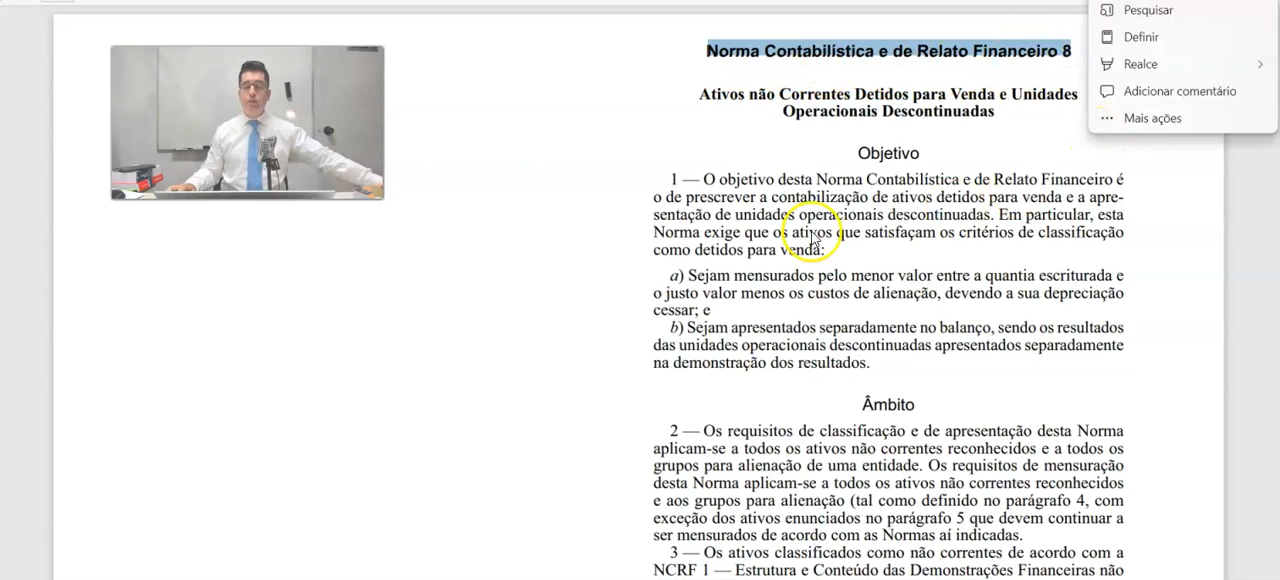 Norma Contabilística e de Relato Financeiro 8
Pesquisar
Definir
Realce
Adicionar comentário
Mais ações
Ativos não Correntes Detidos para Venda e Unidades
Operacionais Descontinuadas
Objetivo
1 — O objetivo desta Norma Contabilística e de Relato Financeiro é
o de prescrever a contabilização de ativos detidos para venda e a apre-
sentação de unidades operacionais descontinuadas. Em particular, esta
Norma exige que os ativos que satisfaçam os critérios de classificação
como detidos para venda:
a) Sejam mensurados pelo menor valor entre a quantia escriturada e
o justo valor menos os custos de alienação, devendo a sua depreciação
cessar; e
b) Sejam apresentados separadamente no balanço, sendo os resultados
das unidades operacionais descontinuadas apresentados separadamente
na demonstração dos resultados.
Âmbito
2 — Os requisitos de classificação e de apresentação desta Norma
aplicam-se a todos os ativos não correntes reconhecidos e a todos os
grupos para alienação de uma entidade. Os requisitos de mensuração
desta Norma aplicam-se a todos os ativos não correntes reconhecidos
e aos grupos para alienação (tal como definido no parágrafo 4, com
exceção dos ativos enunciados no parágrafo 5 que devem continuar a
ser mensurados de acordo com as Normas aí indicadas.
3 — Os ativos classificados como não correntes de acordo com a
NCRF 1 — Estrutura e Conteúdo das Demonstrações Financeiras não